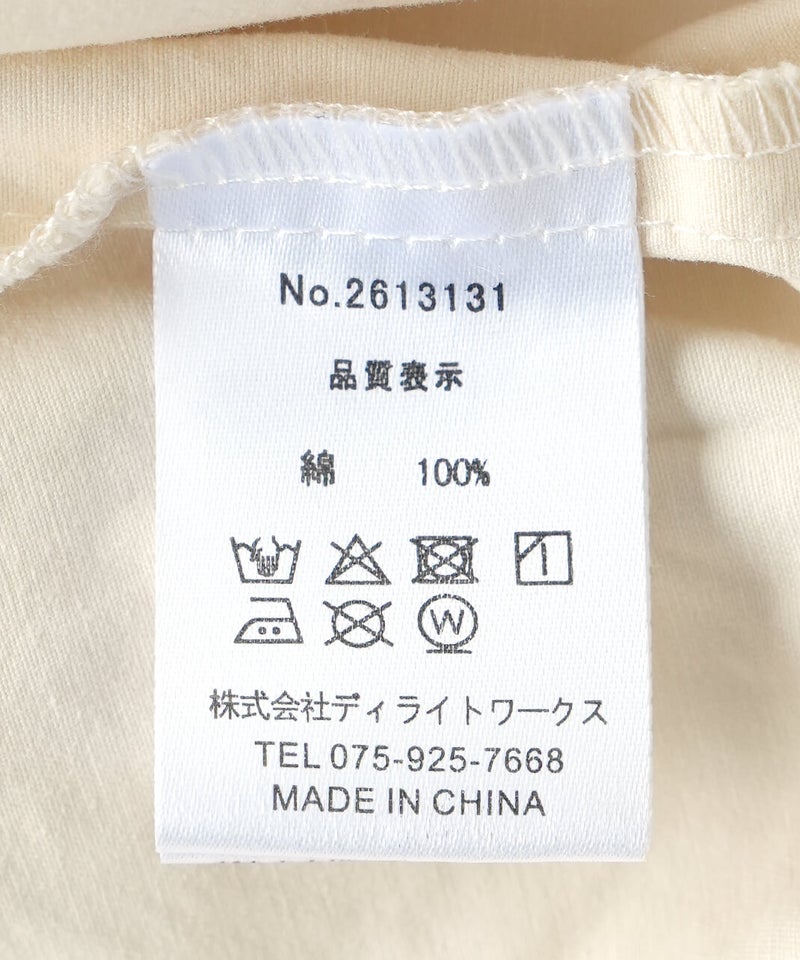 No.2613131
品質表示
綿 100%
W
株式会社ディライトワークス
TEL 075-925-7668
MADE IN CHINA